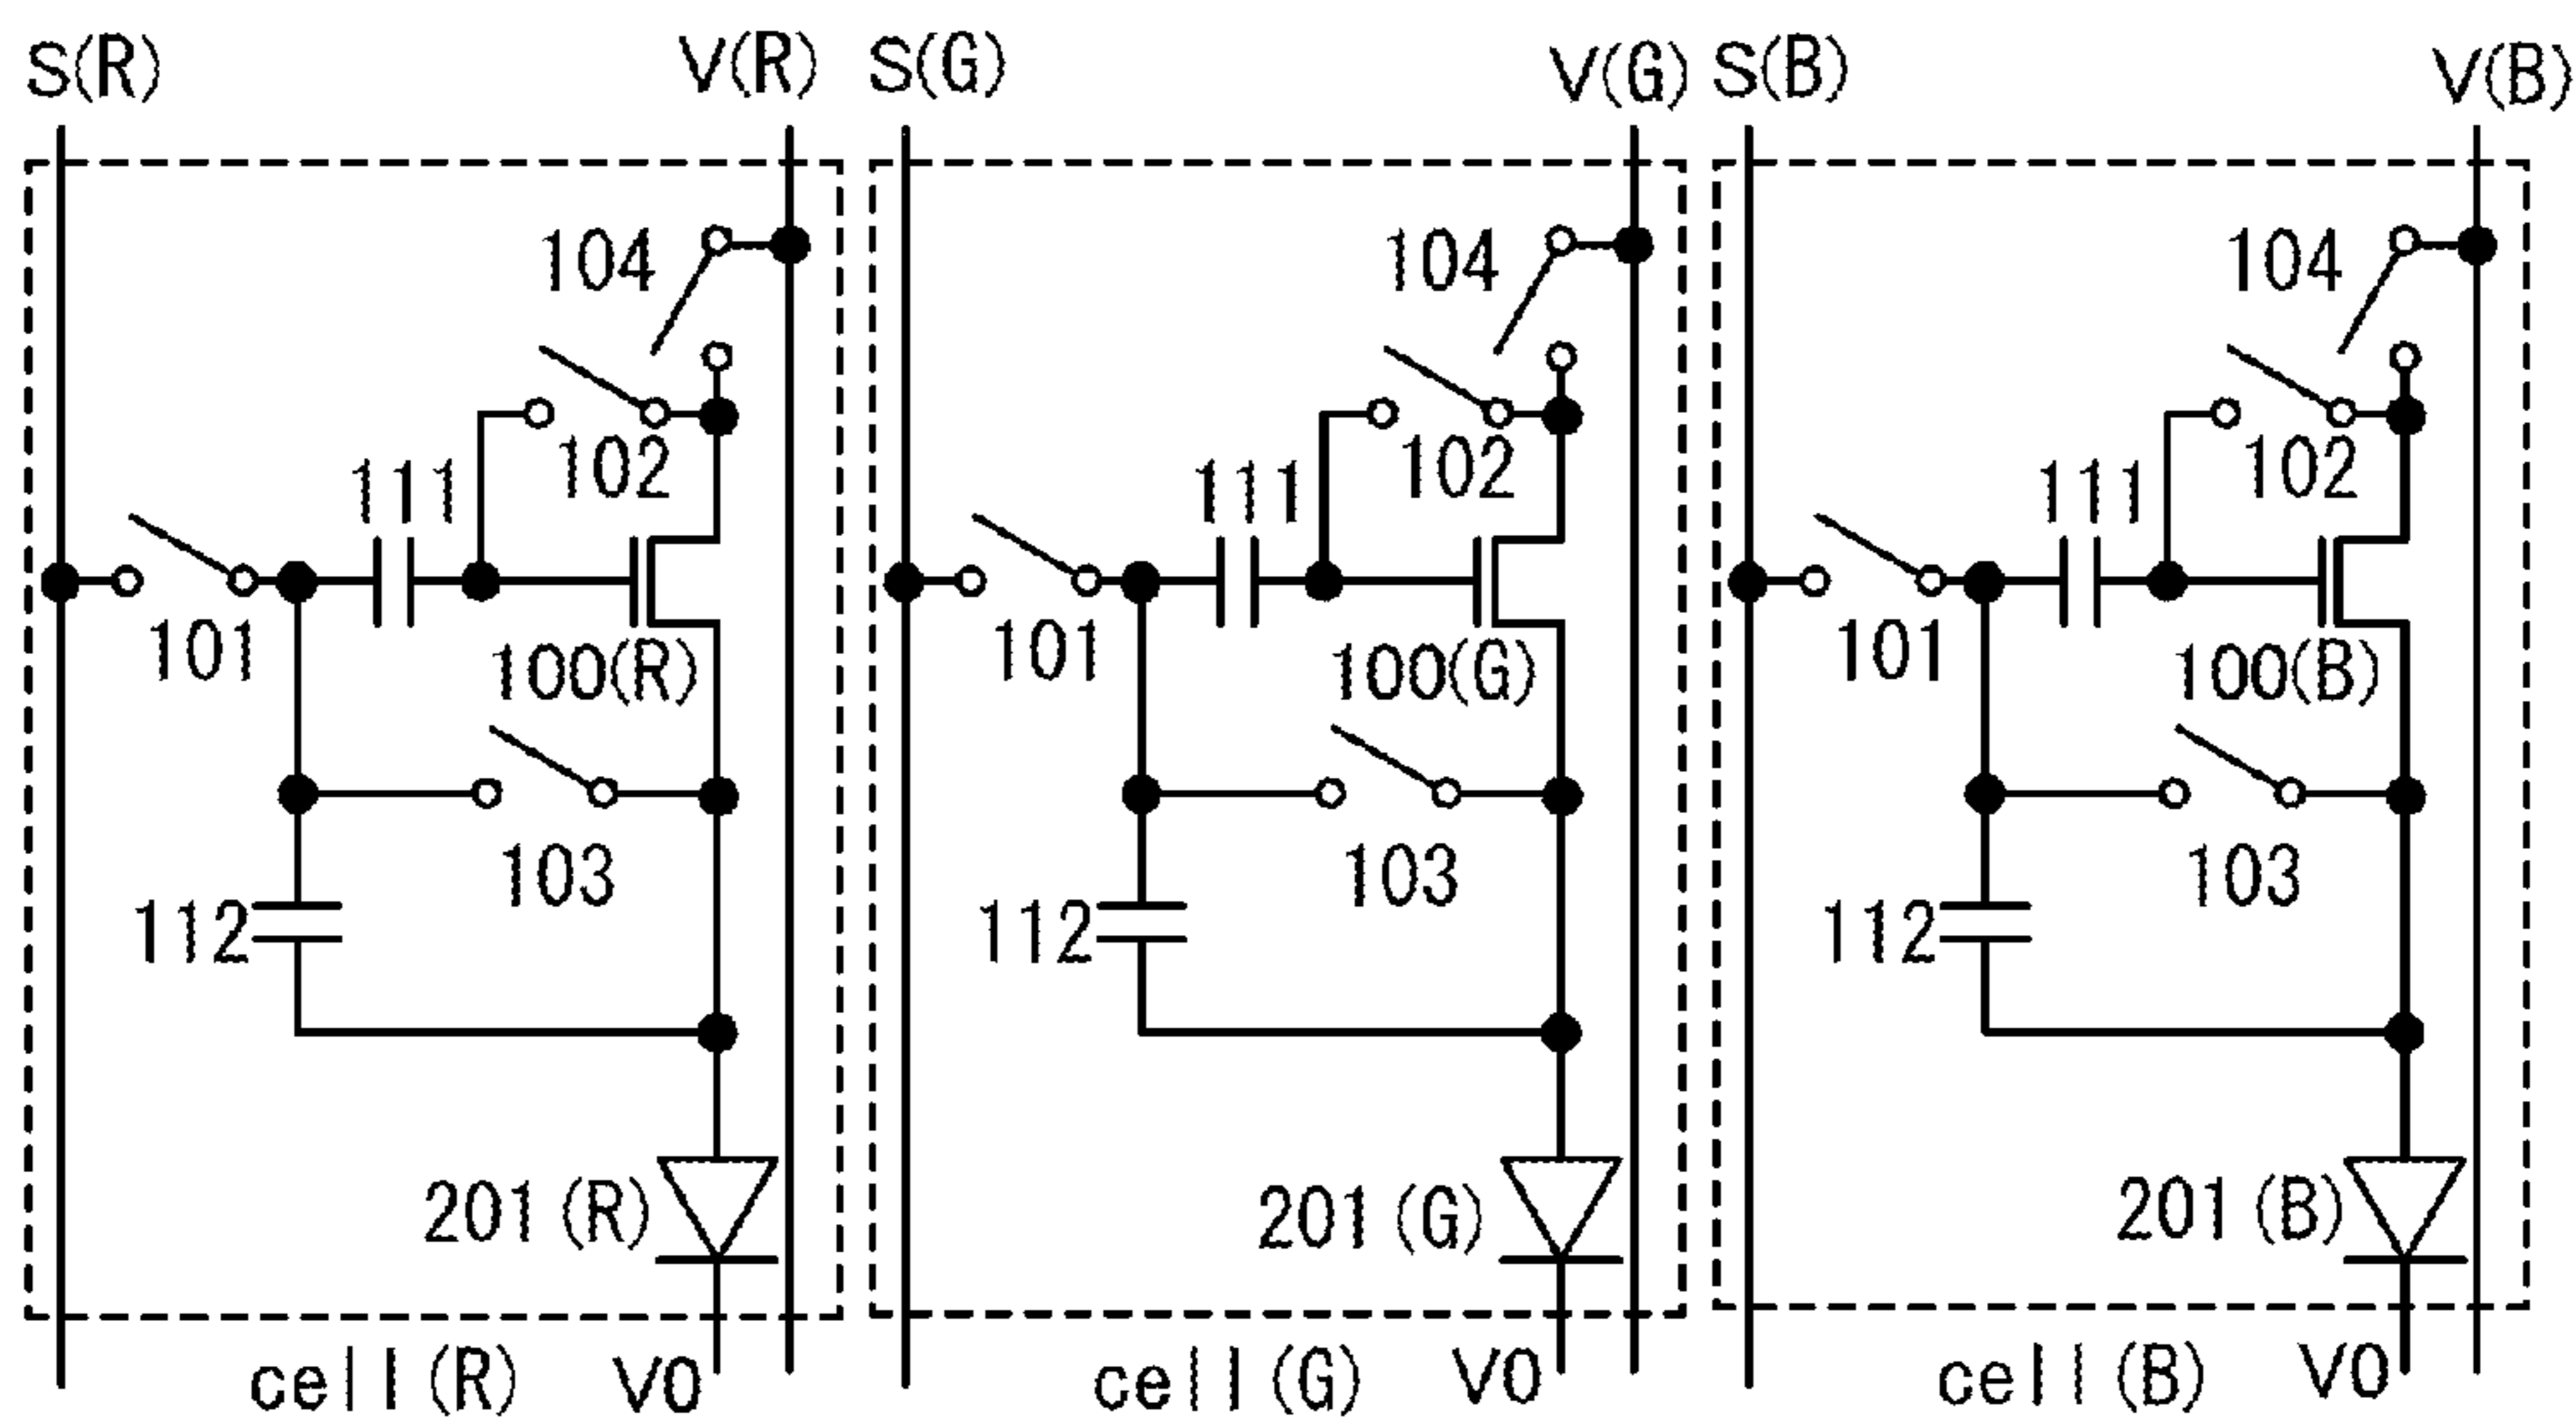 S(R) V(R) S(G) V(G) S(B) V(B)
104 104 104
102 102 102
111 111 111
101 101 101
100(R) 100(G) 100(B)
103 103 103
112 112 112
201(R) 201(G) 201(B)
cell(R) V0 cell(G) V0 cell(B) V0